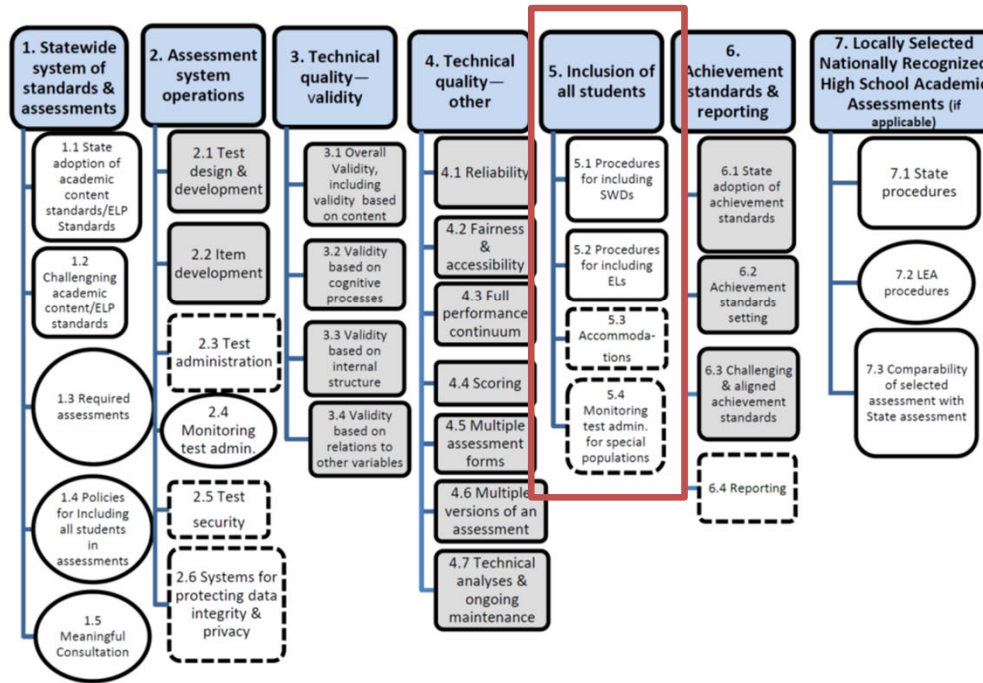 1. Statewide
system of
standards &
assessments
1.1 State
adoption of
academic
content
standards/ELP
Standards
1.2
Challengning
academic
content/ELP
standards
1.3 Required
assessments
1.4 Policies
for Including
all students
in
assessments
1.5
Meaningful
Consultation
2. Assessment
system
operations
2.1 Test
design &
development
2.2 Item
development
2.3 Test
administration
2.4
Monitoring
test admin.
2.5 Test
security
2.6 Systems for
protecting data
integrity &
privacy
3. Technical
quality—
validity
3.1 Overall
Validity,
including
validity based
on content
3.2 Validity
based on
cognitive
processes
3.3 Validity
based on
internal
structure
3.4 Validity
based on
relations to
other variables
4. Technical
quality—
other
4.1 Reliability
4.2 Fairness
&
accessibility
4.3 Full
performance
continuum
4.4 Scoring
4.5 Multiple
assessment
forms
4.6 Multiple
versions of an
assessment
4.7 Technical
analyses &
ongoing
maintenance
5. Inclusion of
all students
5.1 Procedures
for including
SWDs
5.2 Procedures
for including
ELs
5.3
Accommoda-
tions
5.4
Monitoring
test admin.
for special
populations
6.
Achievement
standards &
reporting
6.1 State
adoption of
achievement
standards
6.2
Achievement
standards
setting
6.3 Challenging
& aligned
achievement
standards
6.4 Reporting
7. Locally Selected
Nationally Recognized
High School Academic
Assessments (if
applicable)
7.1 State
procedures
7.2 LEA
procedures
7.3 Comparability
of selected
assessment with
State assessment